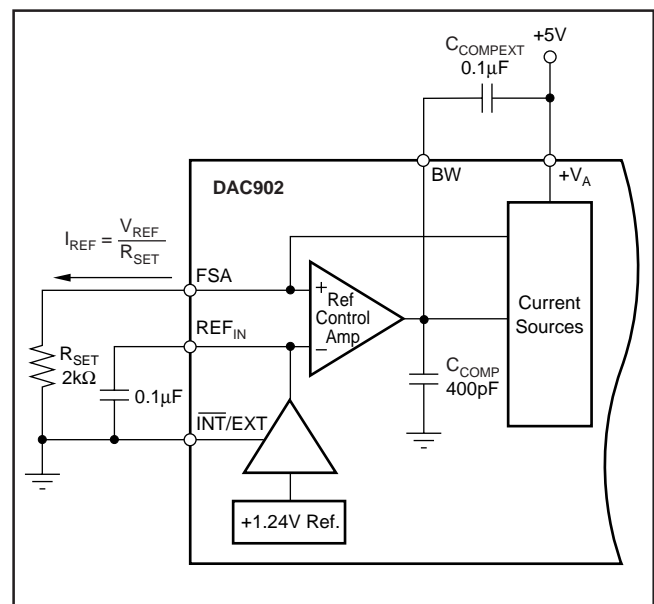 +5V
C_COMPEXT
0.1µF
BW
+V_A
DAC902
I_REF = V_REF / R_SET
FSA
+
Ref
Control
Amp
Current
Sources
REF_IN
–
R_SET
2kΩ
0.1µF
C_COMP
400pF
I̅N̅T̅/EXT
+1.24V Ref.